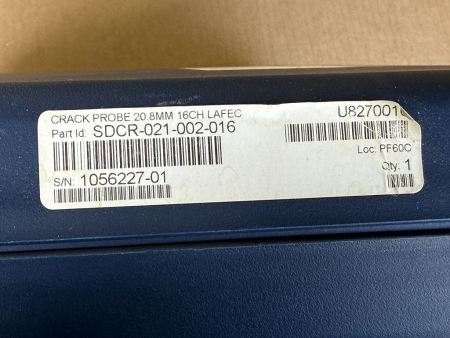 CRACK PROBE 20.8MM 16CH LAFEC
Part Id: SDCR-021-002-016
S/N: 1056227-01
U827001
Loc: PF60C
Qty: 1